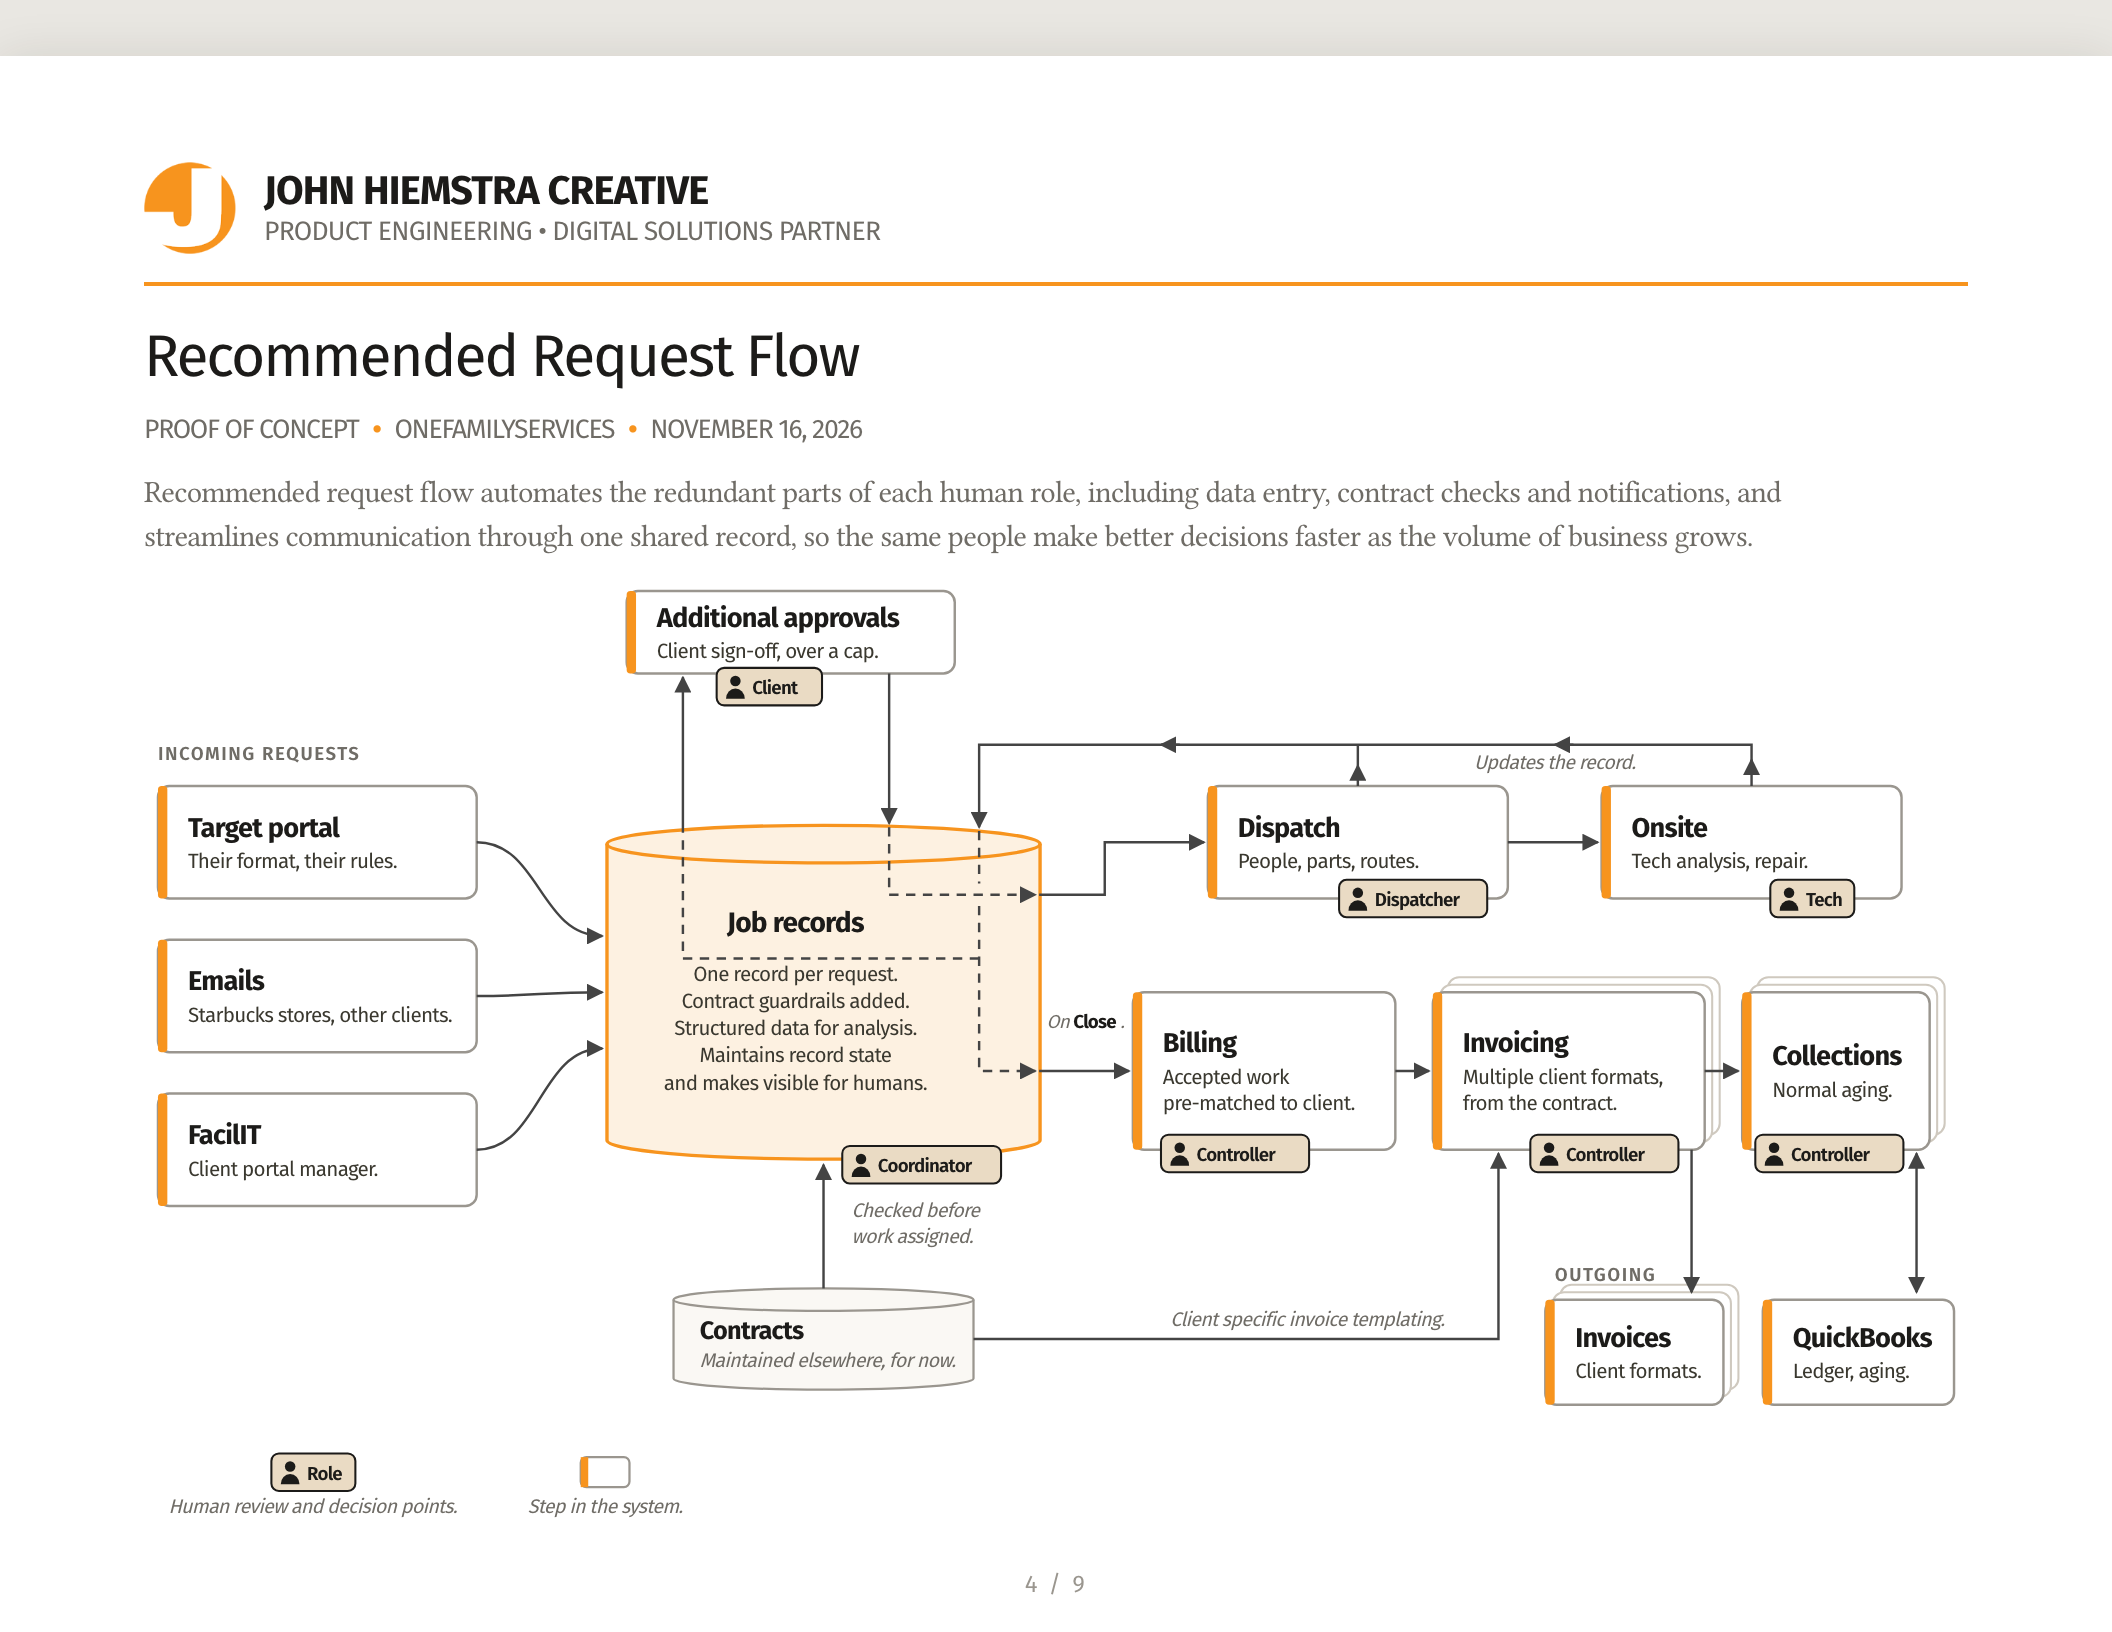 JOHN HIEMSTRA CREATIVE
PRODUCT ENGINEERING • DIGITAL SOLUTIONS PARTNER
Recommended Request Flow
PROOF OF CONCEPT • ONEFAMILYSERVICES • NOVEMBER 16, 2026
Recommended request flow automates the redundant parts of each human role, including data entry, contract checks and notifications, and
streamlines communication through one shared record, so the same people make better decisions faster as the volume of business grows.
Additional approvals
Client sign-off, over a cap.
Client
INCOMING REQUESTS
Target portal
Their format, their rules.
Emails
Starbucks stores, other clients.
FacilIT
Client portal manager.
Job records
One record per request.
Contract guardrails added.
Structured data for analysis.
Maintains record state
and makes visible for humans.
Coordinator
Checked before
work assigned.
Contracts
Maintained elsewhere, for now.
Updates the record.
Dispatch
People, parts, routes.
Dispatcher
Onsite
Tech analysis, repair.
Tech
On Close .
Billing
Accepted work
pre-matched to client.
Controller
Invoicing
Multiple client formats,
from the contract.
Controller
Collections
Normal aging.
Controller
Client specific invoice templating.
OUTGOING
Invoices
Client formats.
QuickBooks
Ledger, aging.
Role
Human review and decision points.
Step in the system.
4 / 9